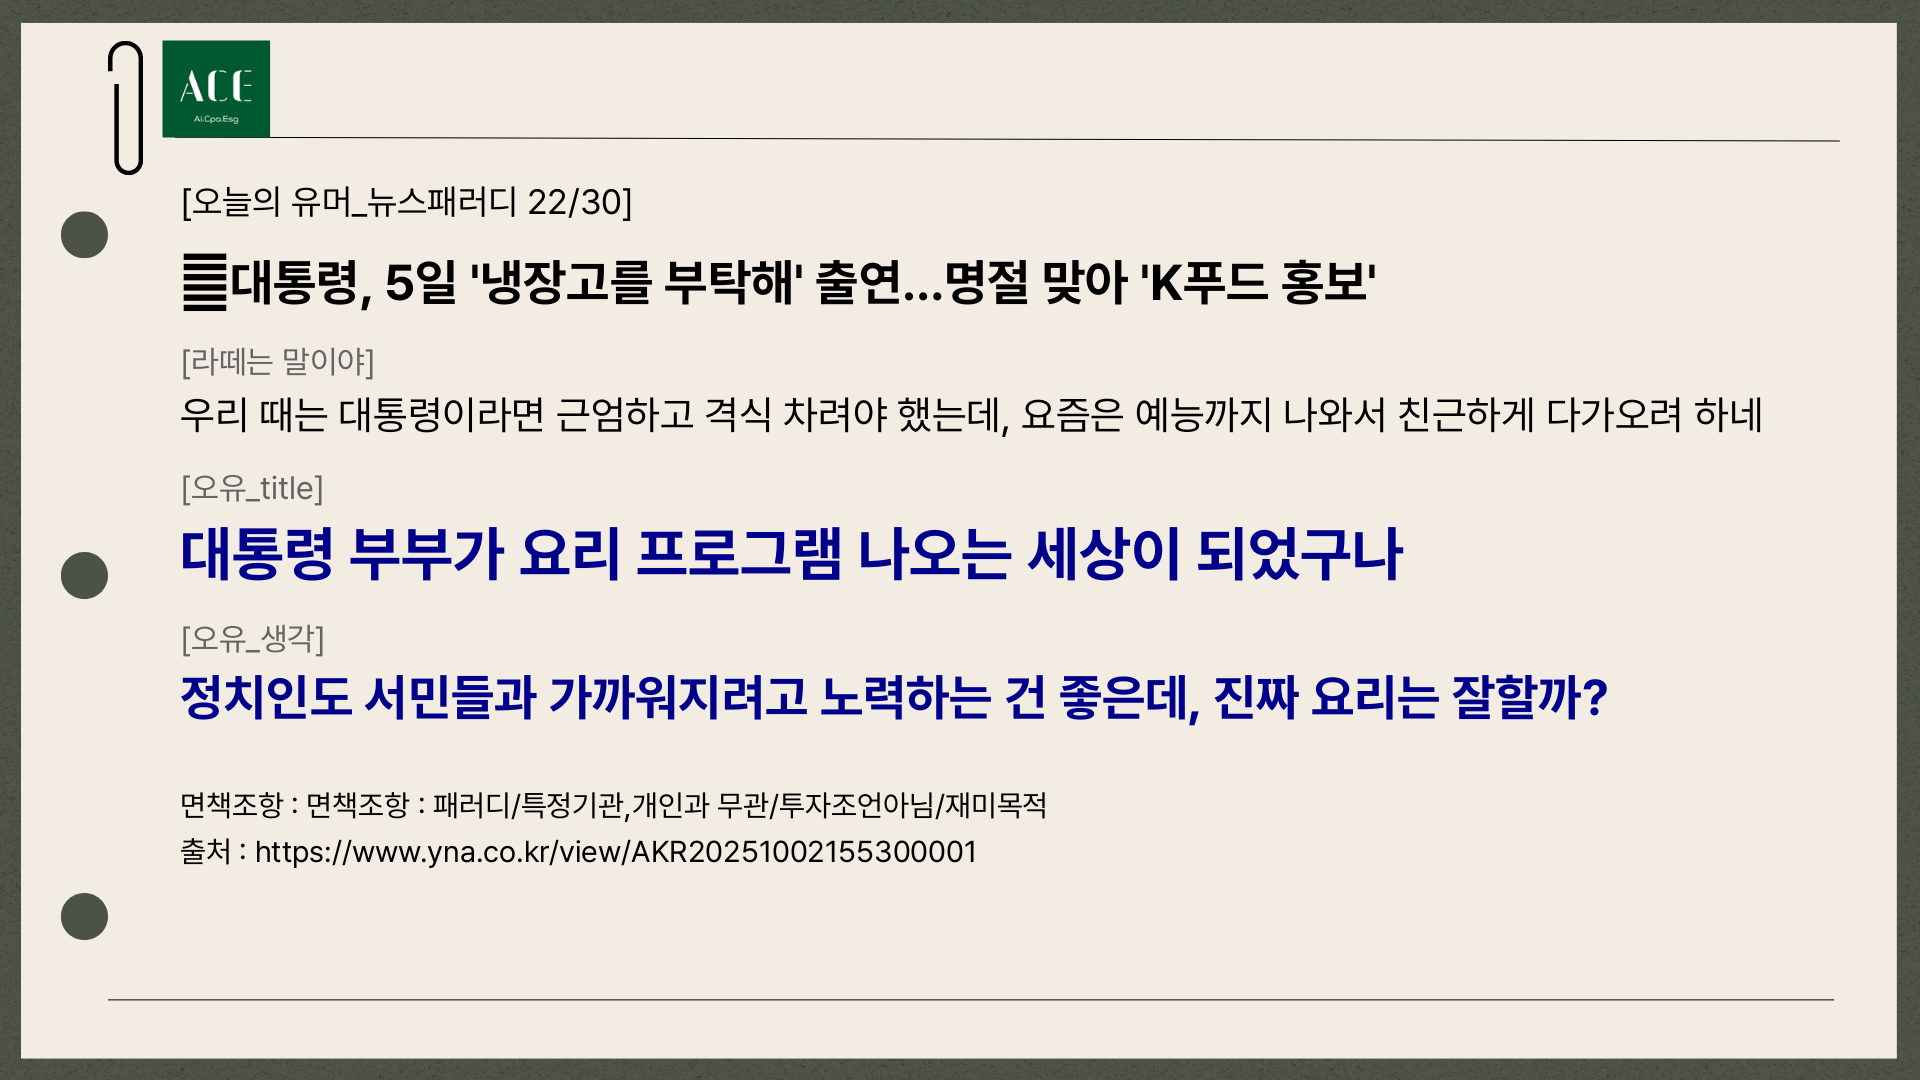 ACE
Ai.Cpa.Esg
[오늘의 유머_뉴스패러디 22/30]
대통령, 5일 '냉장고를 부탁해' 출연...명절 맞아 'K푸드 홍보'
[라떼는 말이야]
우리 때는 대통령이라면 근엄하고 격식 차려야 했는데, 요즘은 예능까지 나와서 친근하게 다가오려 하네
[오유_title]
대통령 부부가 요리 프로그램 나오는 세상이 되었구나
[오유_생각]
정치인도 서민들과 가까워지려고 노력하는 건 좋은데, 진짜 요리는 잘할까?
면책조항 : 면책조항 : 패러디/특정기관,개인과 무관/투자조언아님/재미목적
출처 : https://www.yna.co.kr/view/AKR20251002155300001